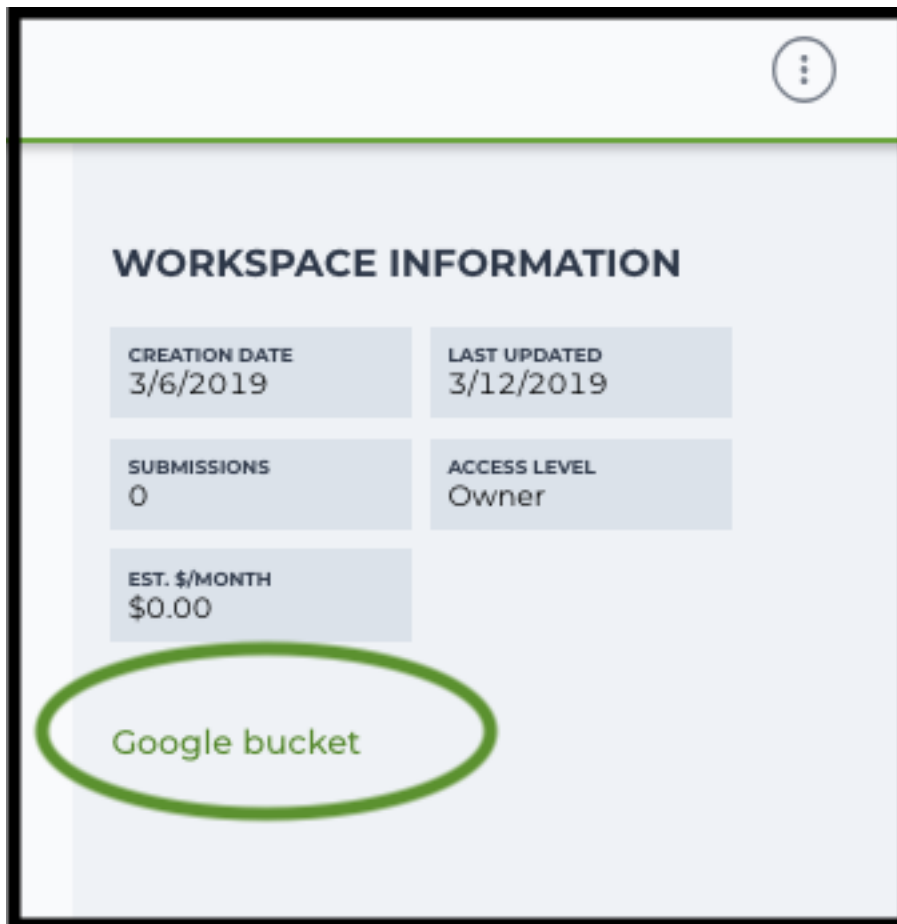 WORKSPACE INFORMATION
CREATION DATE
3/6/2019
LAST UPDATED
3/12/2019
SUBMISSIONS
0
ACCESS LEVEL
Owner
EST. $/MONTH
$0.00
Google bucket